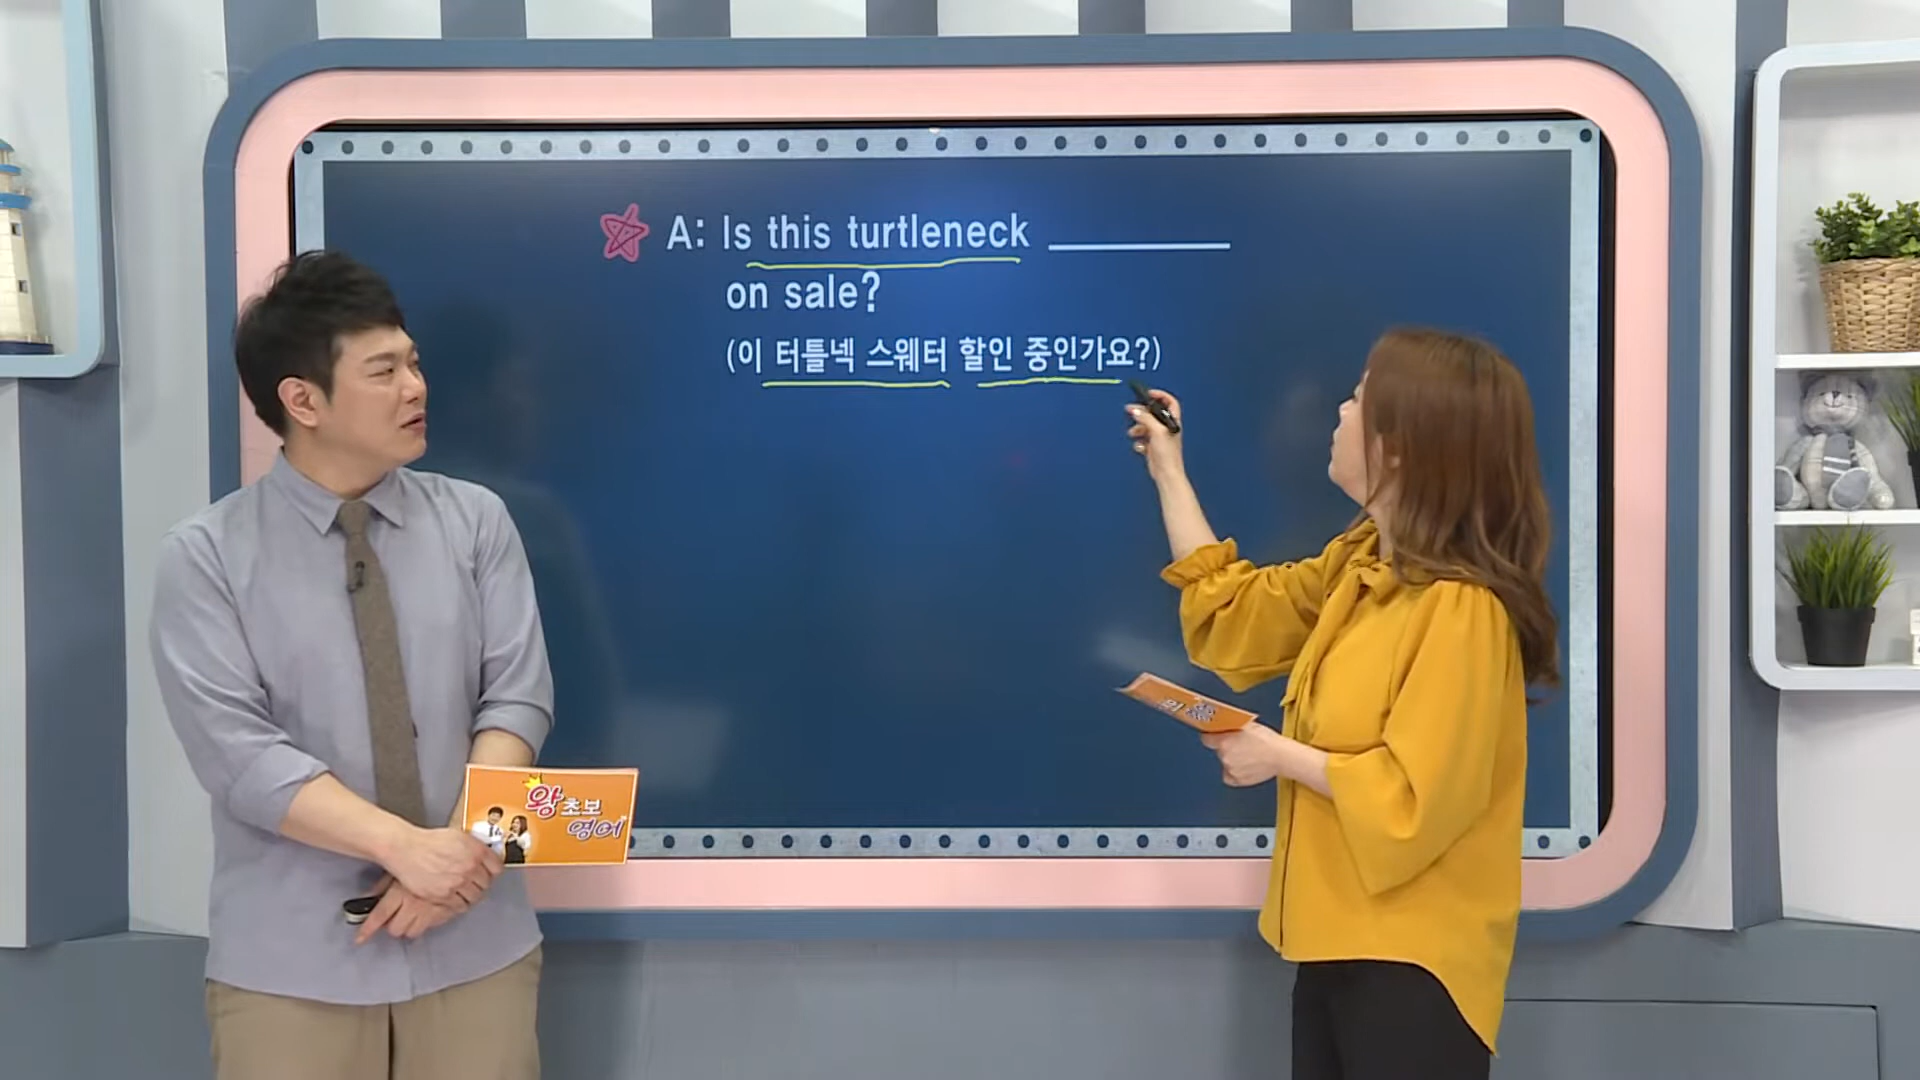 A: Is this turtleneck _________
on sale?
(이 터틀넥 스웨터 할인 중인가요?)
왕초보
영어